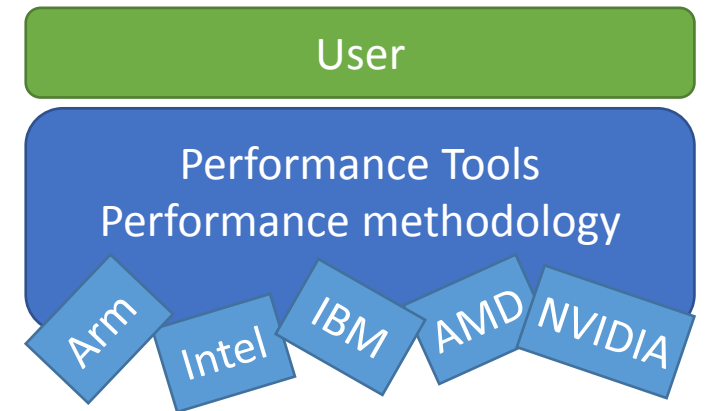 User
Performance Tools
Performance methodology
Arm
Intel
IBM
AMD
NVIDIA